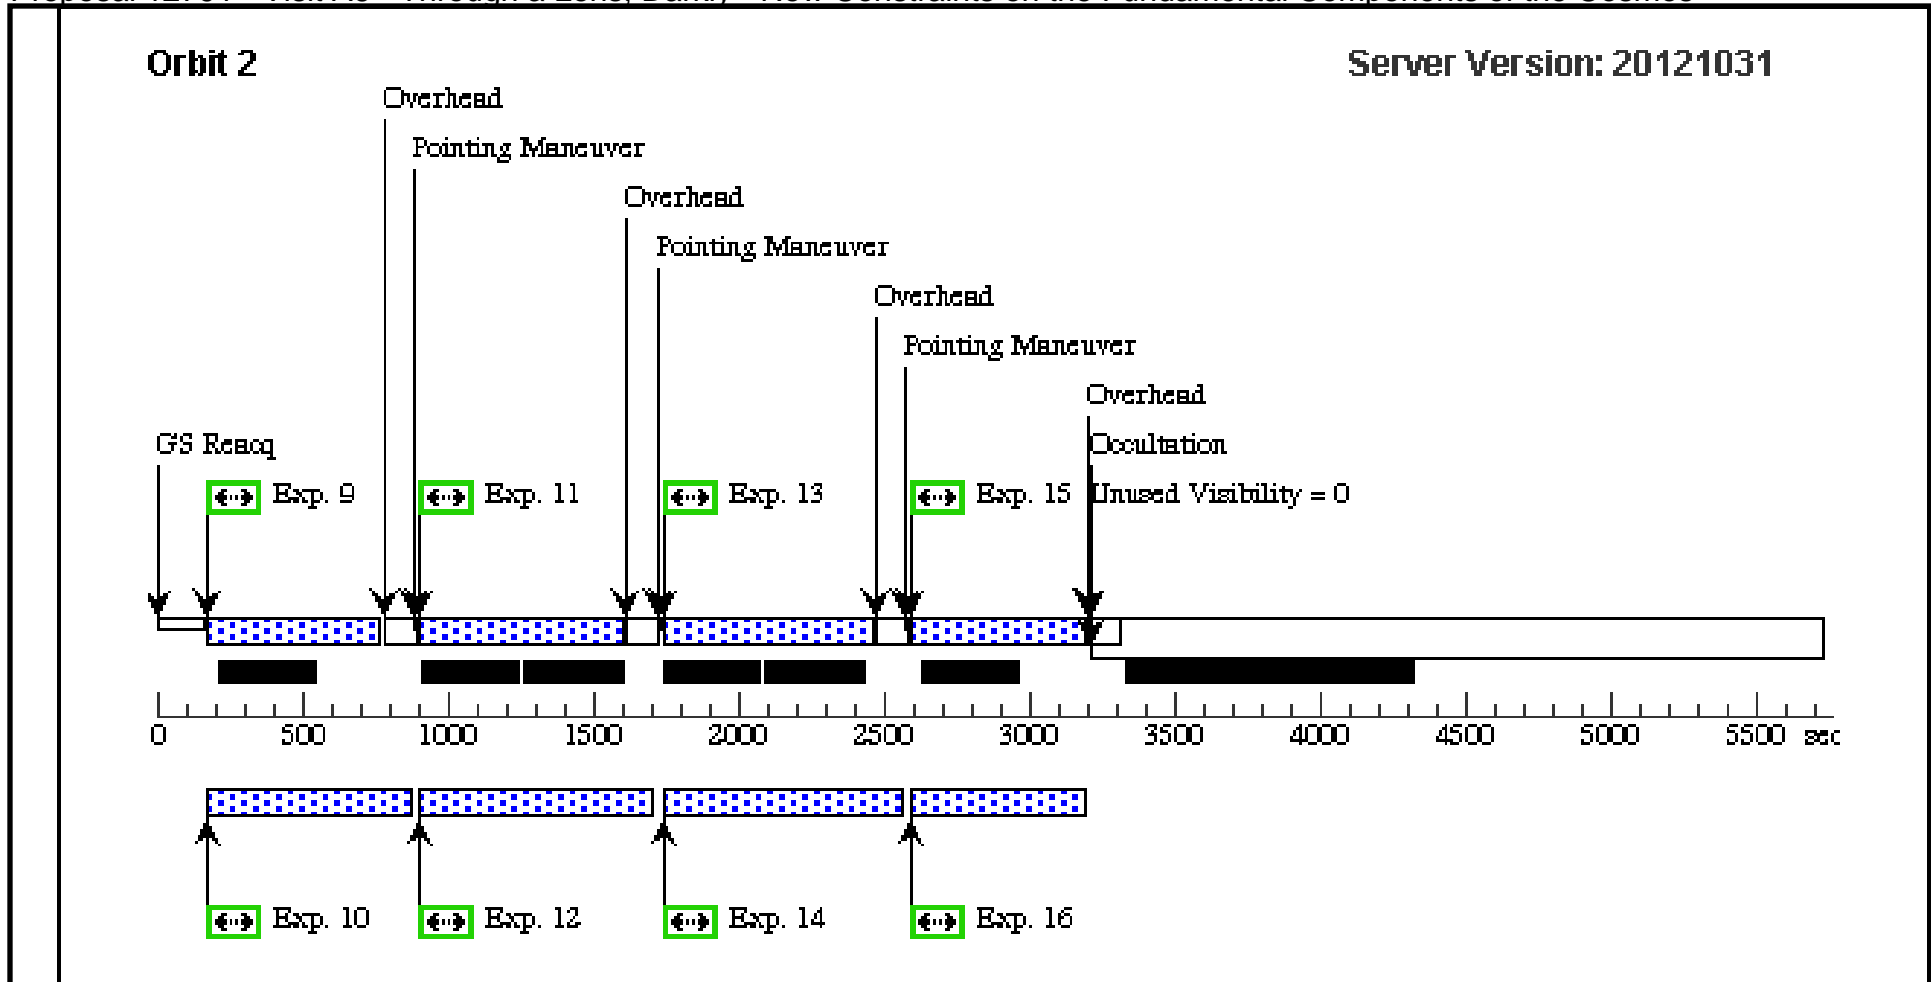 Orbit 2
Server Version: 20121031
Overhead
Pointing Maneuver
Overhead
Pointing Maneuver
Overhead
Pointing Maneuver
Overhead
GS Reacq
Occultation
Exp. 9
Exp. 11
Exp. 13
Exp. 15
Unused Visibility = 0
0 500 1000 1500 2000 2500 3000 3500 4000 4500 5000 5500 sec
Exp. 10
Exp. 12
Exp. 14
Exp. 16